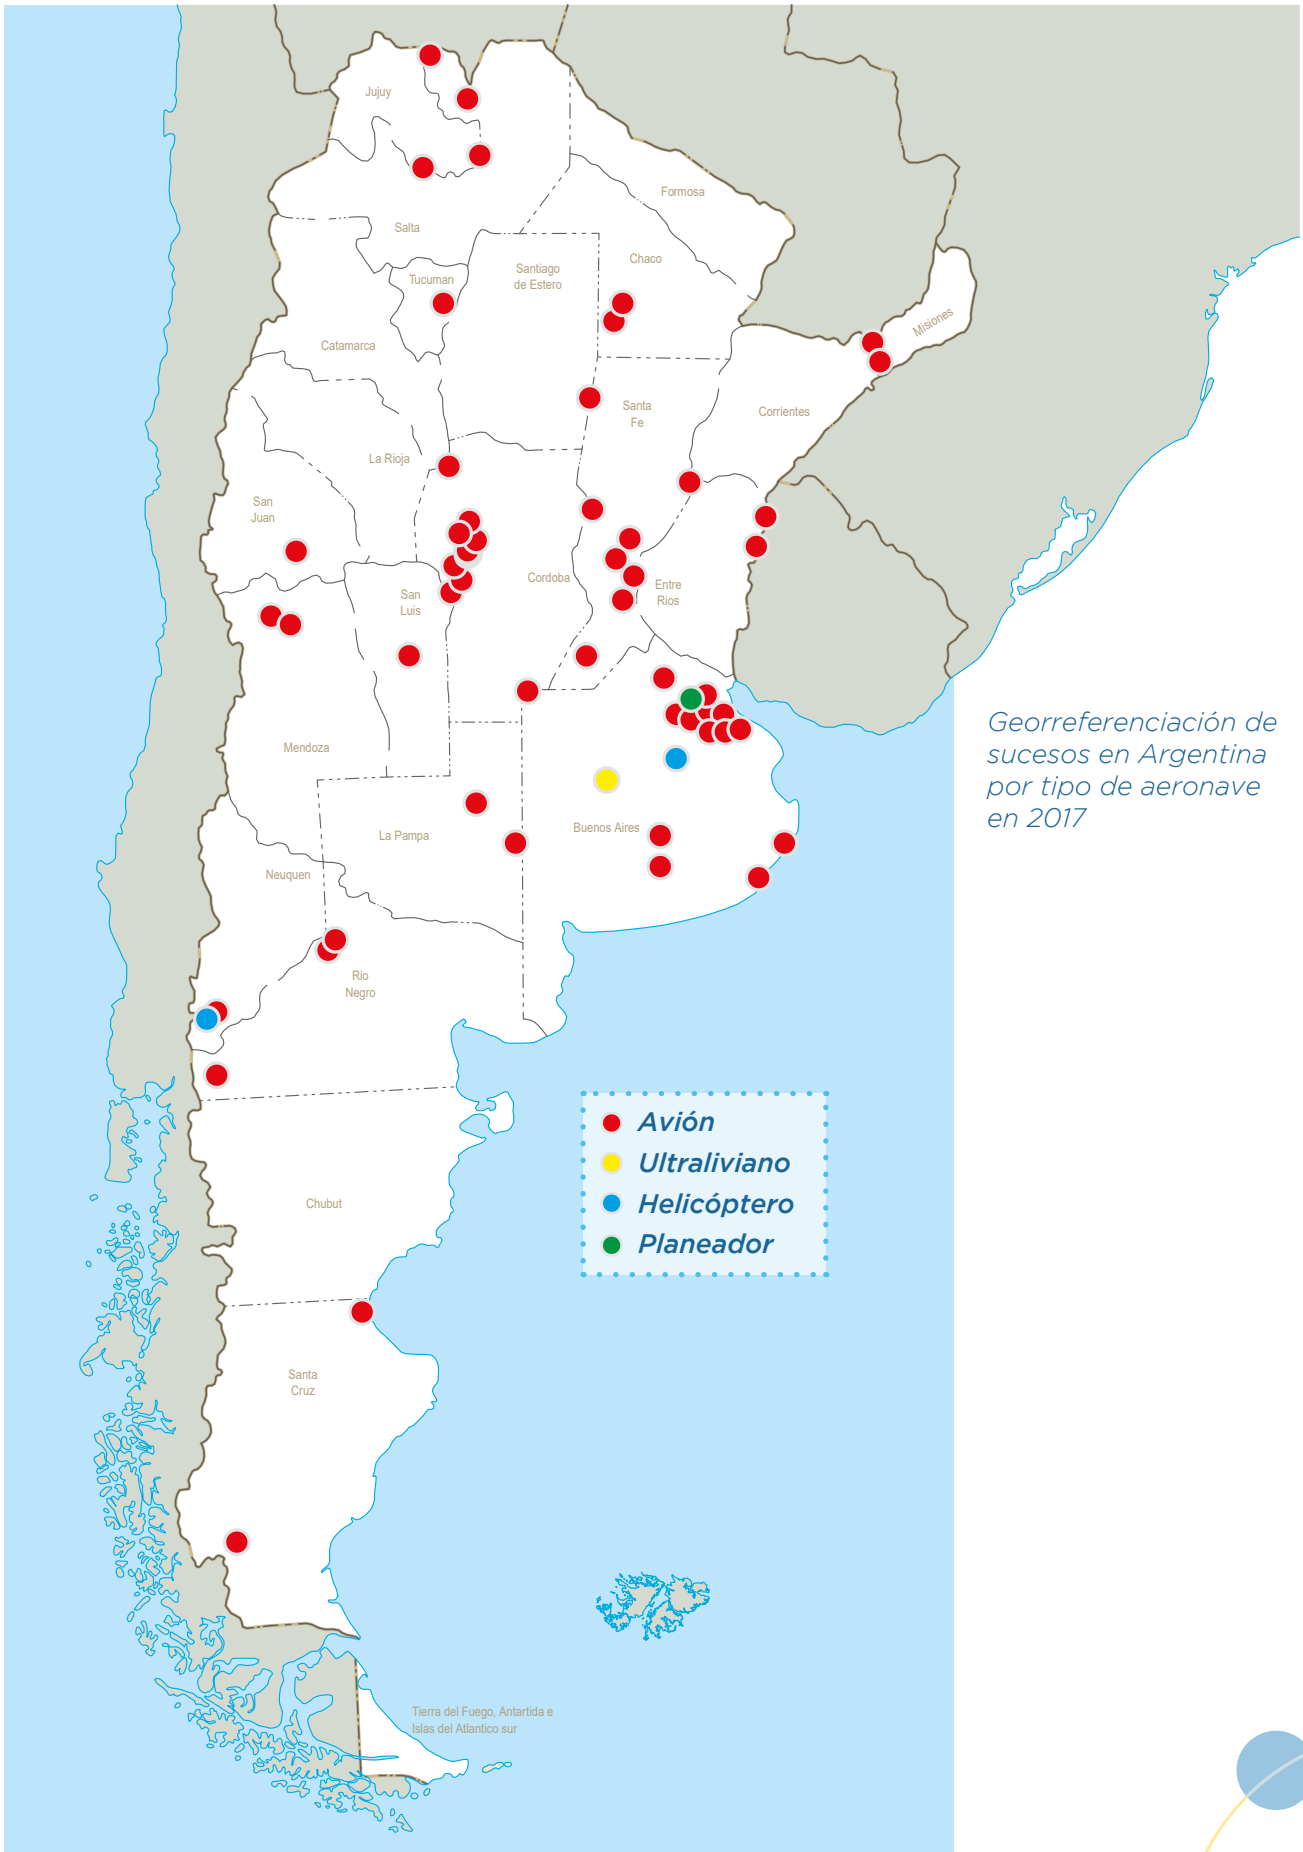 Jujuy
Formosa
Salta
Chaco
Santiago
de Estero
Tucuman
Misiones
Catamarca
Santa
Fe
Corrientes
La Rioja
San
Juan
Cordoba
Entre
Rios
San
Luis
Mendoza
Georreferenciación de
sucesos en Argentina
por tipo de aeronave
en 2017
Buenos Aires
La Pampa
Neuquen
Rio
Negro
Avión
Ultraliviano
Helicóptero
Planeador
Chubut
Santa
Cruz
Tierra del Fuego, Antartida e
Islas del Atlantico sur